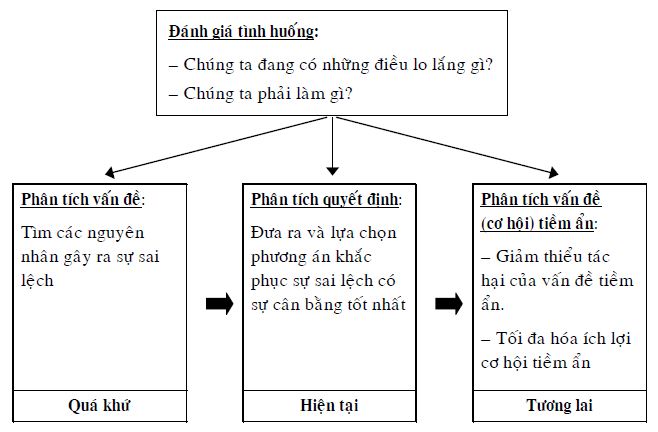 Đánh giá tình huống:
– Chúng ta đang có những điều lo lắng gì?
– Chúng ta phải làm gì?
Phân tích vấn đề:
Tìm các nguyên
nhân gây ra sự sai
lệch
Quá khứ
Phân tích quyết định:
Đưa ra và lựa chọn
phương án khắc
phục sự sai lệch có
sự cân bằng tốt nhất
Hiện tại
Phân tích vấn đề
(cơ hội) tiềm ẩn:
– Giảm thiểu tác
hại của vấn đề tiềm
ẩn.
– Tối đa hóa ích lợi
cơ hội tiềm ẩn
Tương lai